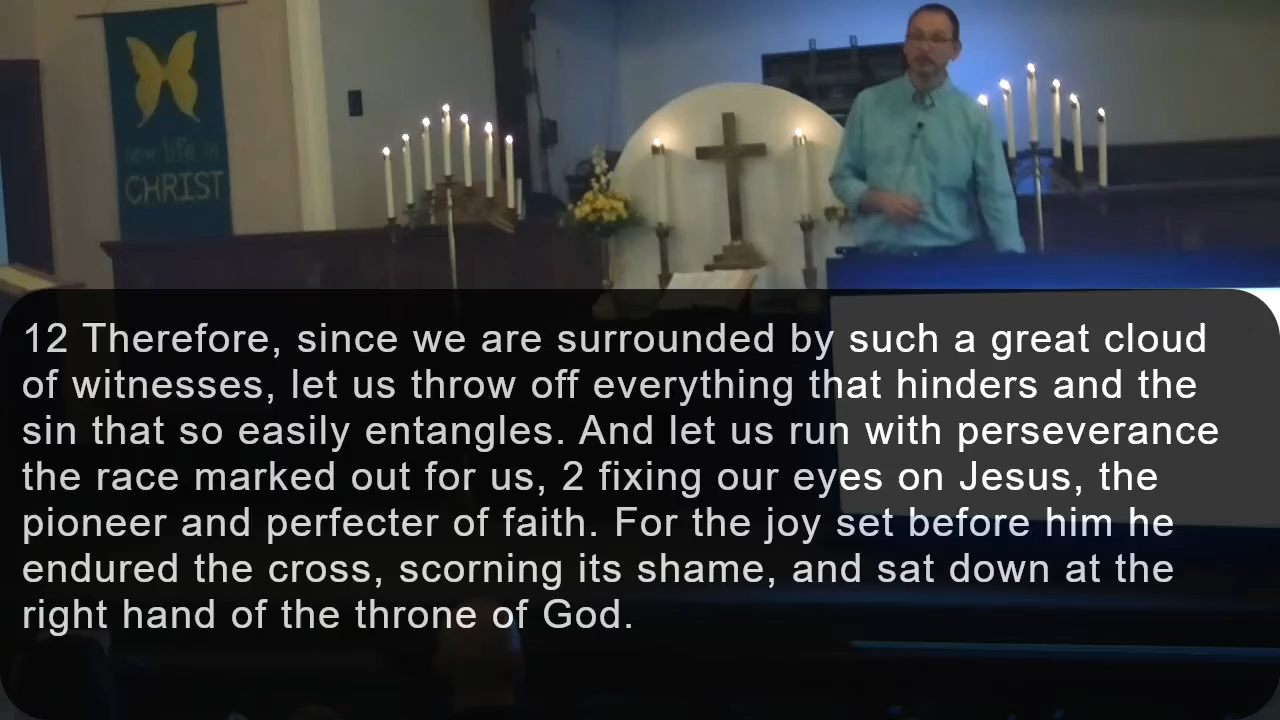 new life in
CHRIST
12 Therefore, since we are surrounded by such a great cloud
of witnesses, let us throw off everything that hinders and the
sin that so easily entangles. And let us run with perseverance
the race marked out for us, 2 fixing our eyes on Jesus, the
pioneer and perfecter of faith. For the joy set before him he
endured the cross, scorning its shame, and sat down at the
right hand of the throne of God.